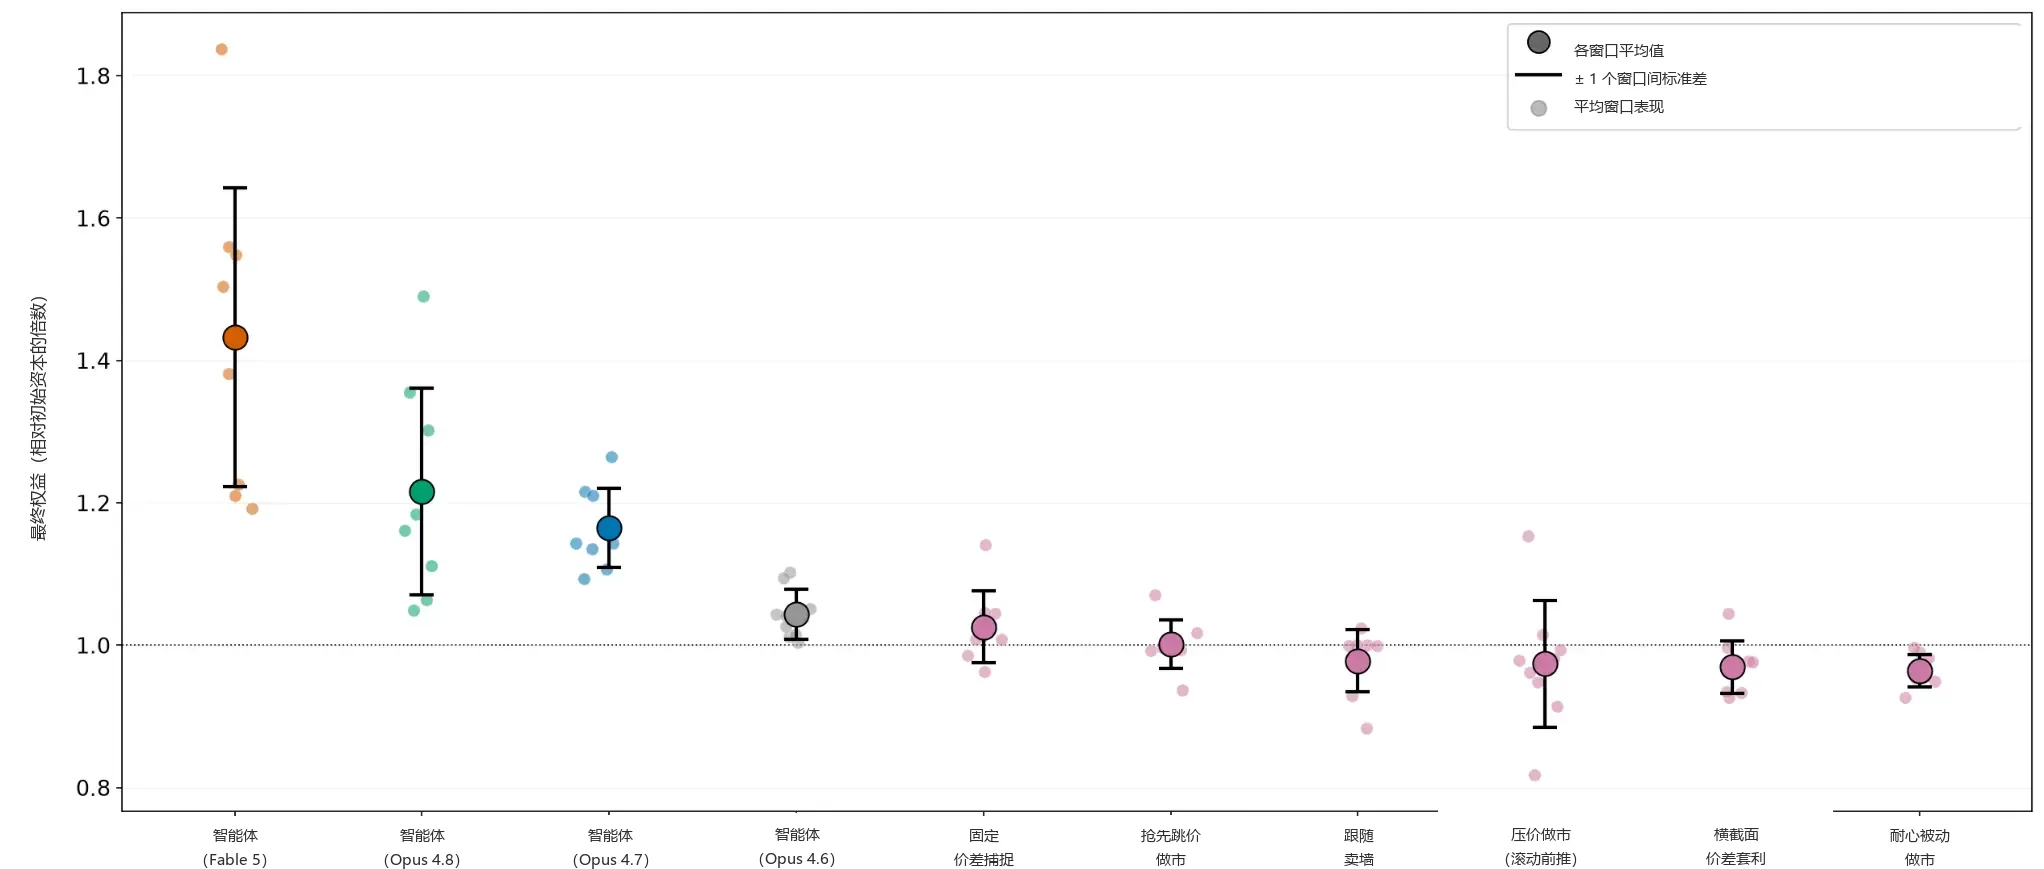 各窗口平均值
± 1 个窗口间标准差
平均窗口表现
最终权益（相对初始资本的倍数）
1.8
1.6
1.4
1.2
1.0
0.8
智能体
（Fable 5）
智能体
（Opus 4.8）
智能体
（Opus 4.7）
智能体
（Opus 4.6）
固定
价差捕捉
抢先跳价
做市
跟随
卖墙
压价做市
（滚动前推）
横截面
价差套利
耐心被动
做市